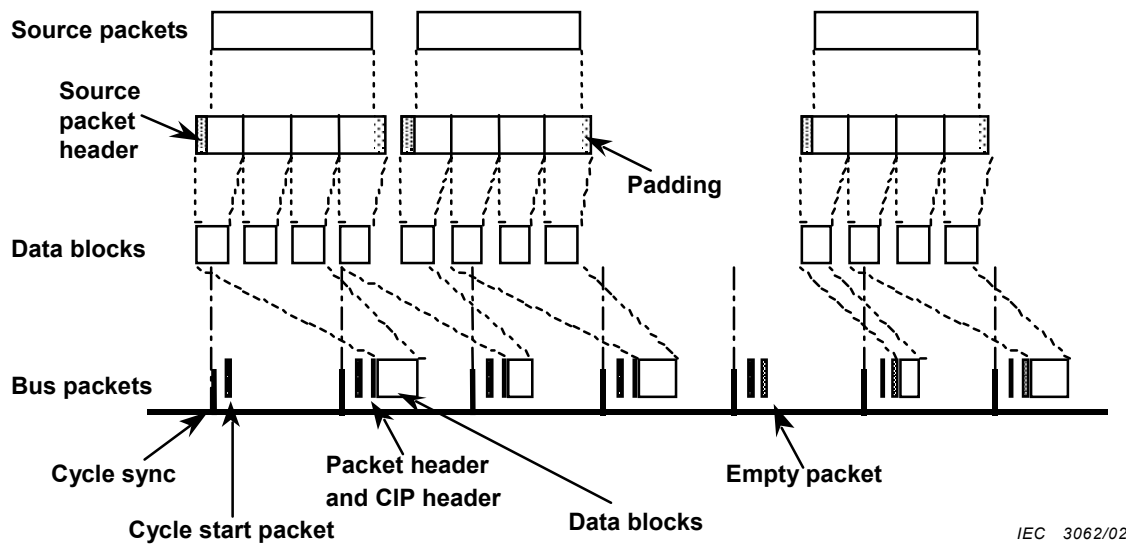 Source packets
Source
packet
header
Padding
Data blocks
Bus packets
Cycle sync
Packet header
and CIP header
Empty packet
Cycle start packet
Data blocks
IEC 3062/02